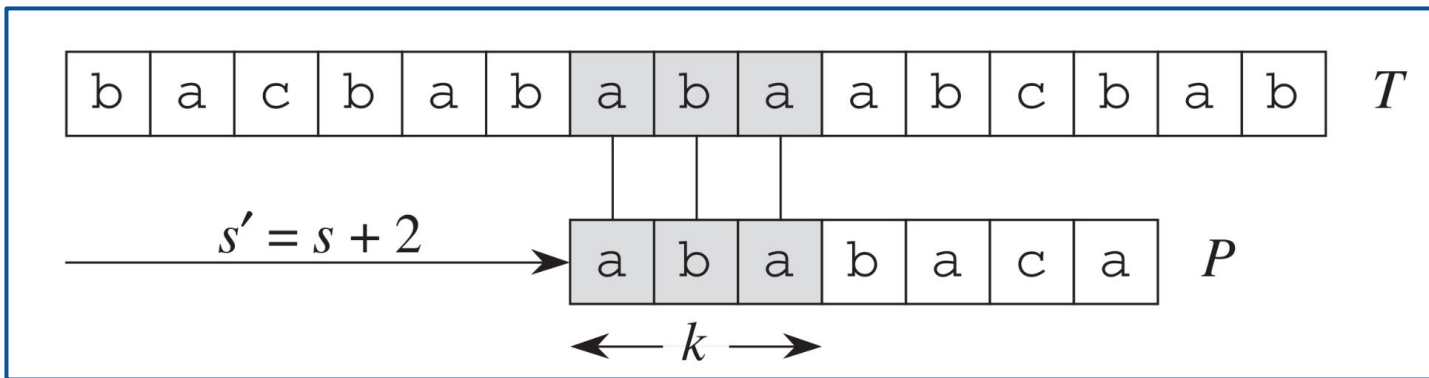 b a c b a b a b a a b c b a b T
s′ = s + 2
a b a b a c a P
k